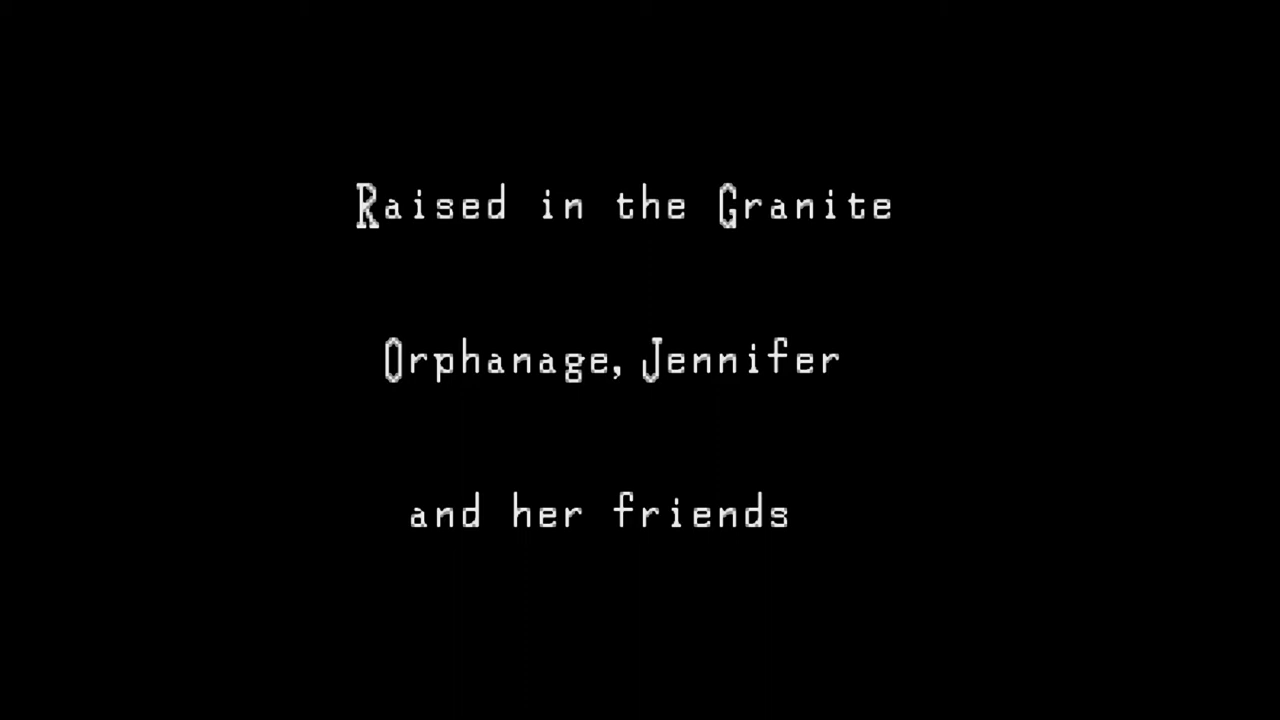 Raised in the Granite
Orphanage, Jennifer
and her friends